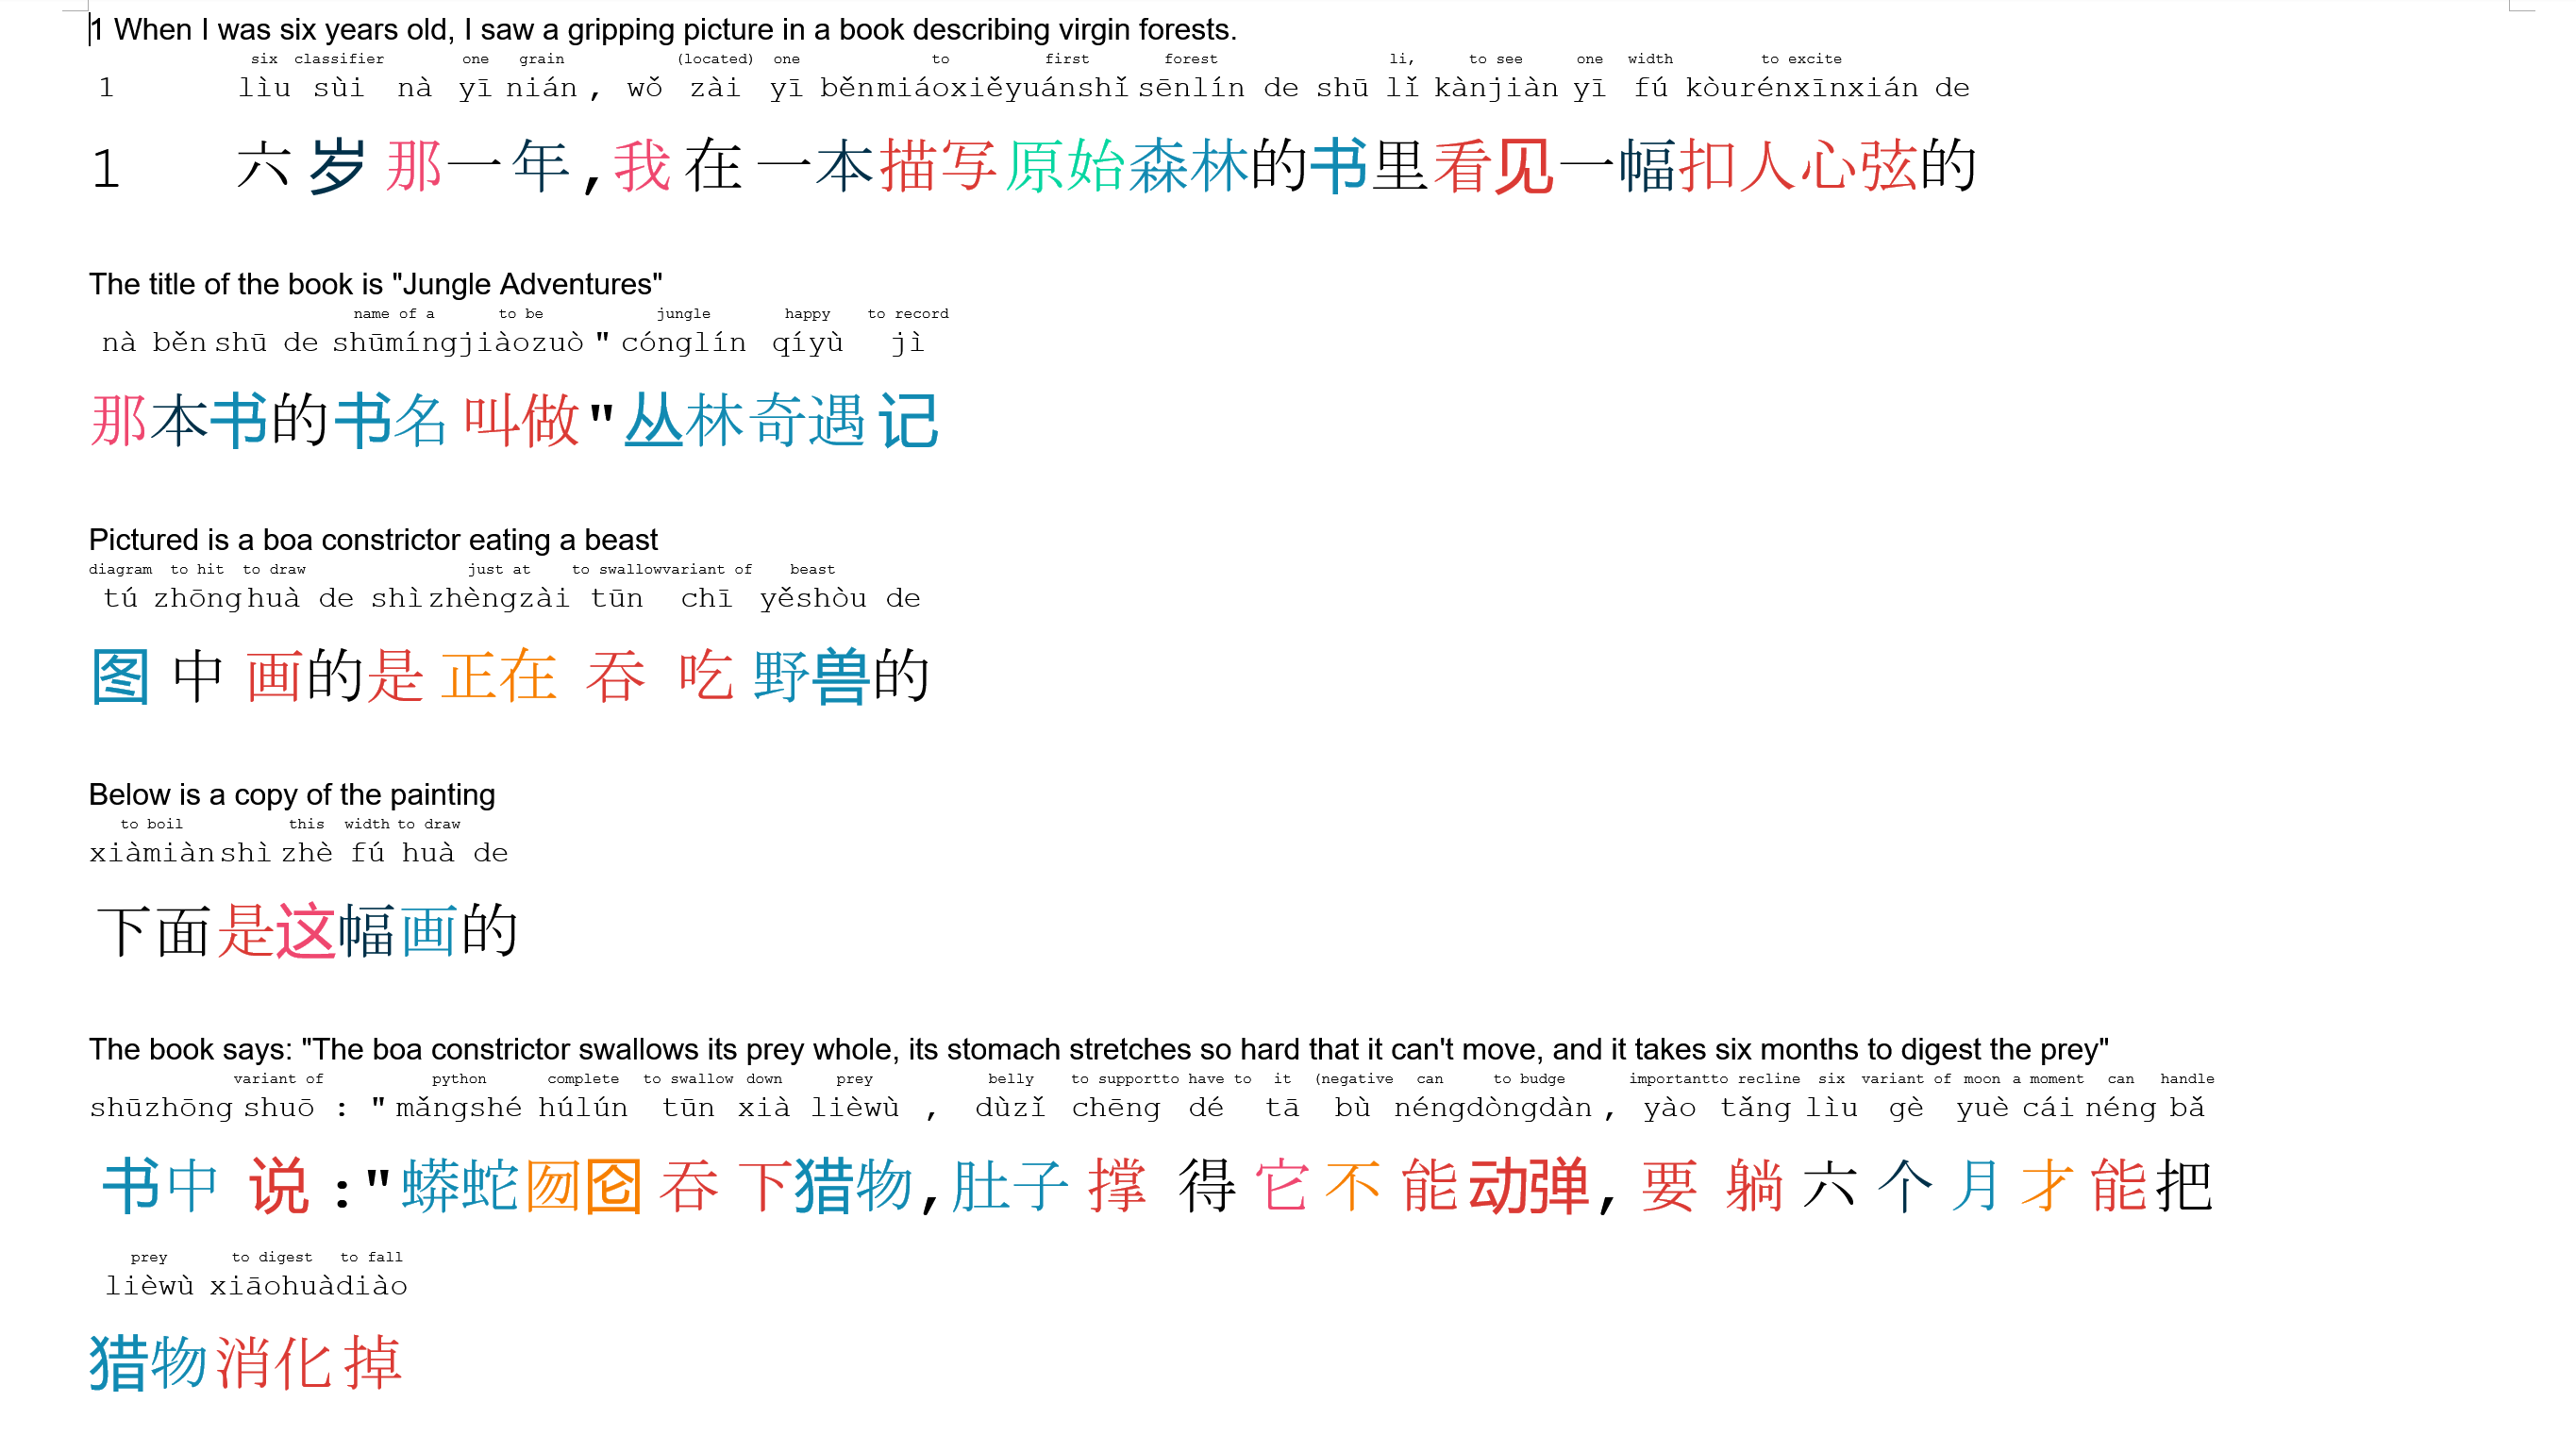 1 When I was six years old, I saw a gripping picture in a book describing virgin forests.
six classifier one grain (located) one to first forest li, to see one width to excite
1 lìu sùi nà yī nián , wǒ zài yī běnmiáoxiěyuánshǐ sēnlín de shū lǐ kànjiàn yī fú kòurénxīnxián de
1 六岁那一年,我在一本描写原始森林的书里看见一幅扣人心弦的
The title of the book is "Jungle Adventures"
name of a to be jungle happy to record
nà běn shū de shūmíngjiàozuò " cónglín qíyù jì
那本书的书名叫做"丛林奇遇记
Pictured is a boa constrictor eating a beast
diagram to hit to draw just at to swallowvariant of beast
tú zhōng huà de shì zhèngzài tūn chī yěshòu de
图中画的是正在吞吃野兽的
Below is a copy of the painting
to boil this width to draw
xiàmiàn shì zhè fú huà de
下面是这幅画的
The book says: "The boa constrictor swallows its prey whole, its stomach stretches so hard that it can't move, and it takes six months to digest the prey"
variant of python complete to swallow down prey belly to supportto have to it (negative can to budge importantto recline six variant of moon a moment can handle
shūzhōng shuō : " mǎngshé húlún tūn xià lièwù , dùzǐ chēng dé tā bù néngdòngdàn , yào tǎng lìu gè yuè cái néng bǎ
书中说:"蟒蛇囫囵吞下猎物,肚子撑得它不能动弹,要躺六个月才能把
prey to digest to fall
lièwù xiāohuàdiào
猎物消化掉